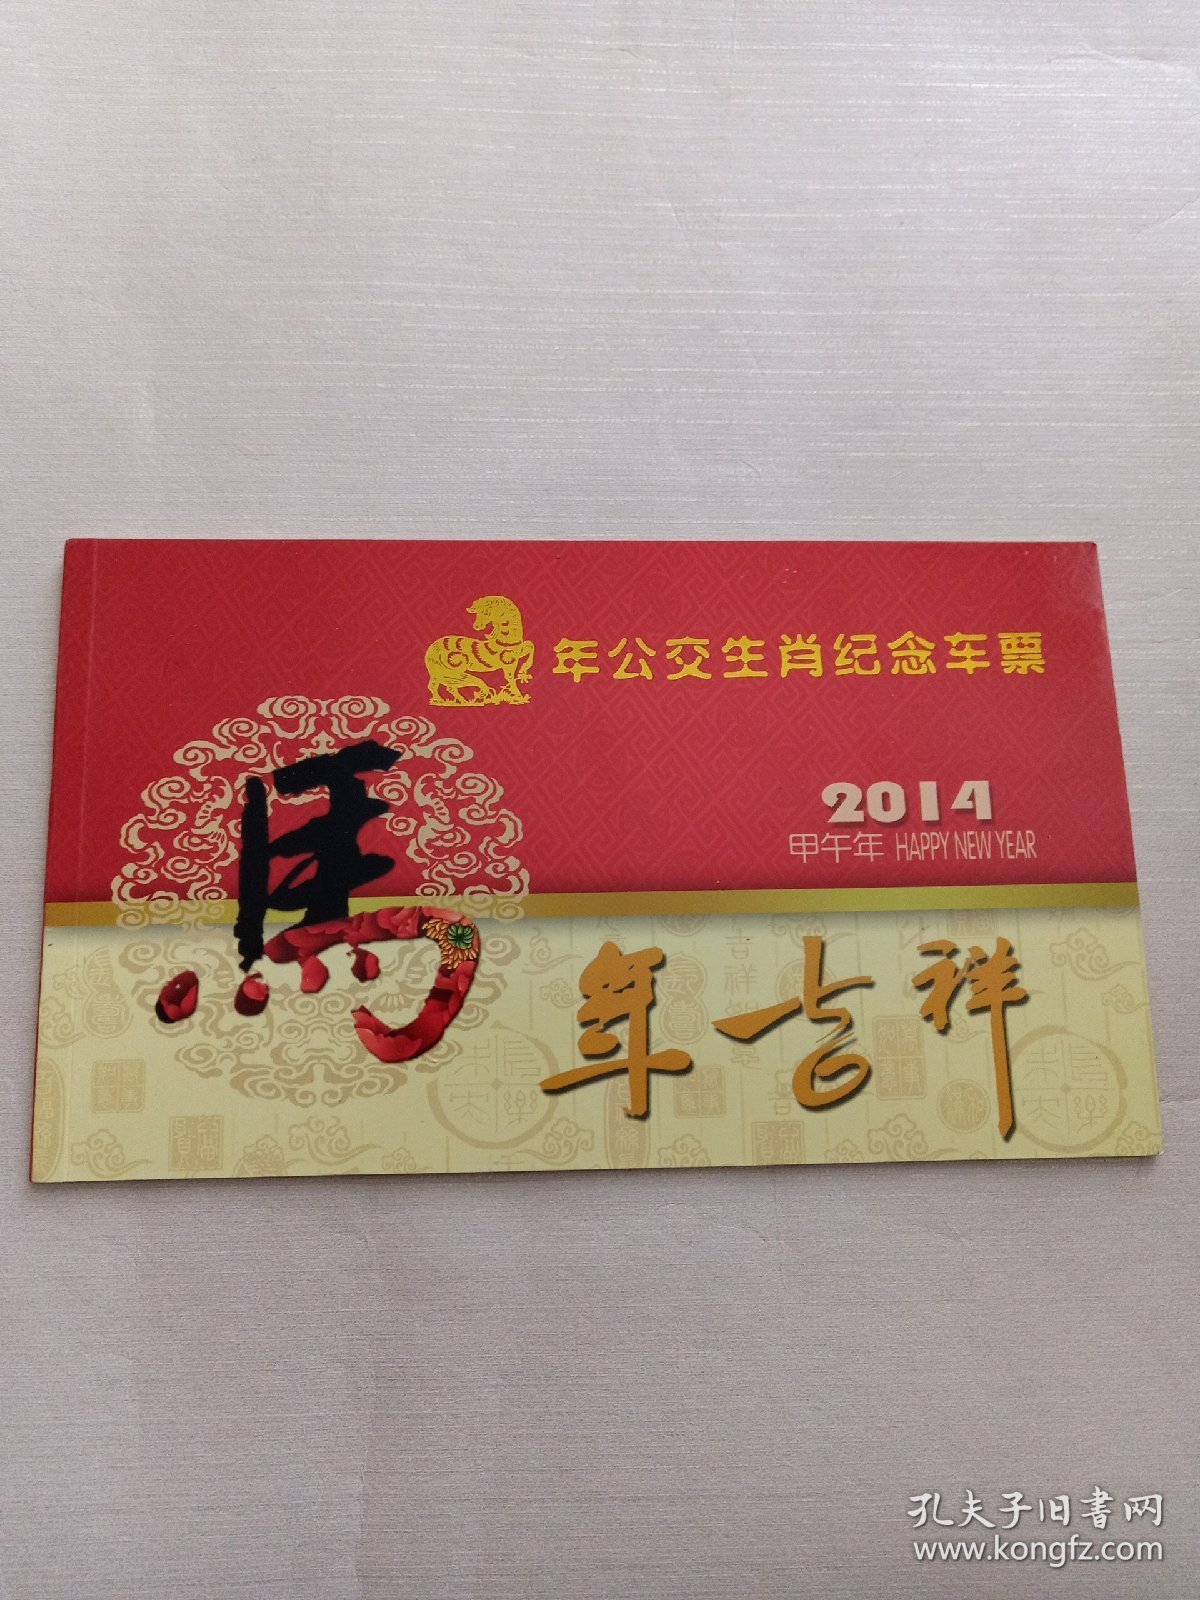 年公交生肖纪念车票
2014
甲午年 HAPPY NEW YEAR
馬年吉祥
孔夫子旧书网
www.kongfz.com